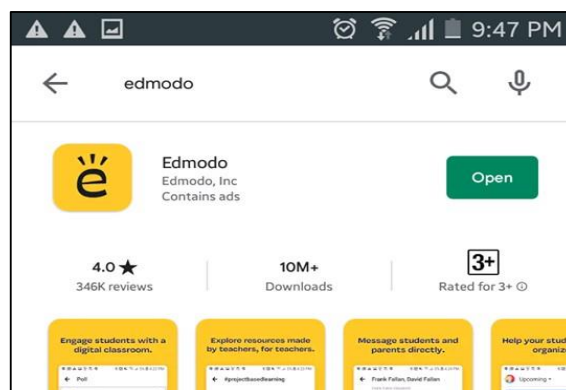 9:47 PM
edmodo
e
Edmodo
Edmodo, Inc
Contains ads
Open
4.0★
346K reviews
10M+
Downloads
3+
Rated for 3+
Engage students with a
digital classroom.
Explore resources made
by teachers, for teachers.
Message students and
parents directly.
Help your stud
organiz
Poll
#projectbasedlearning
Frank Fallan, David Fallan
Upcoming